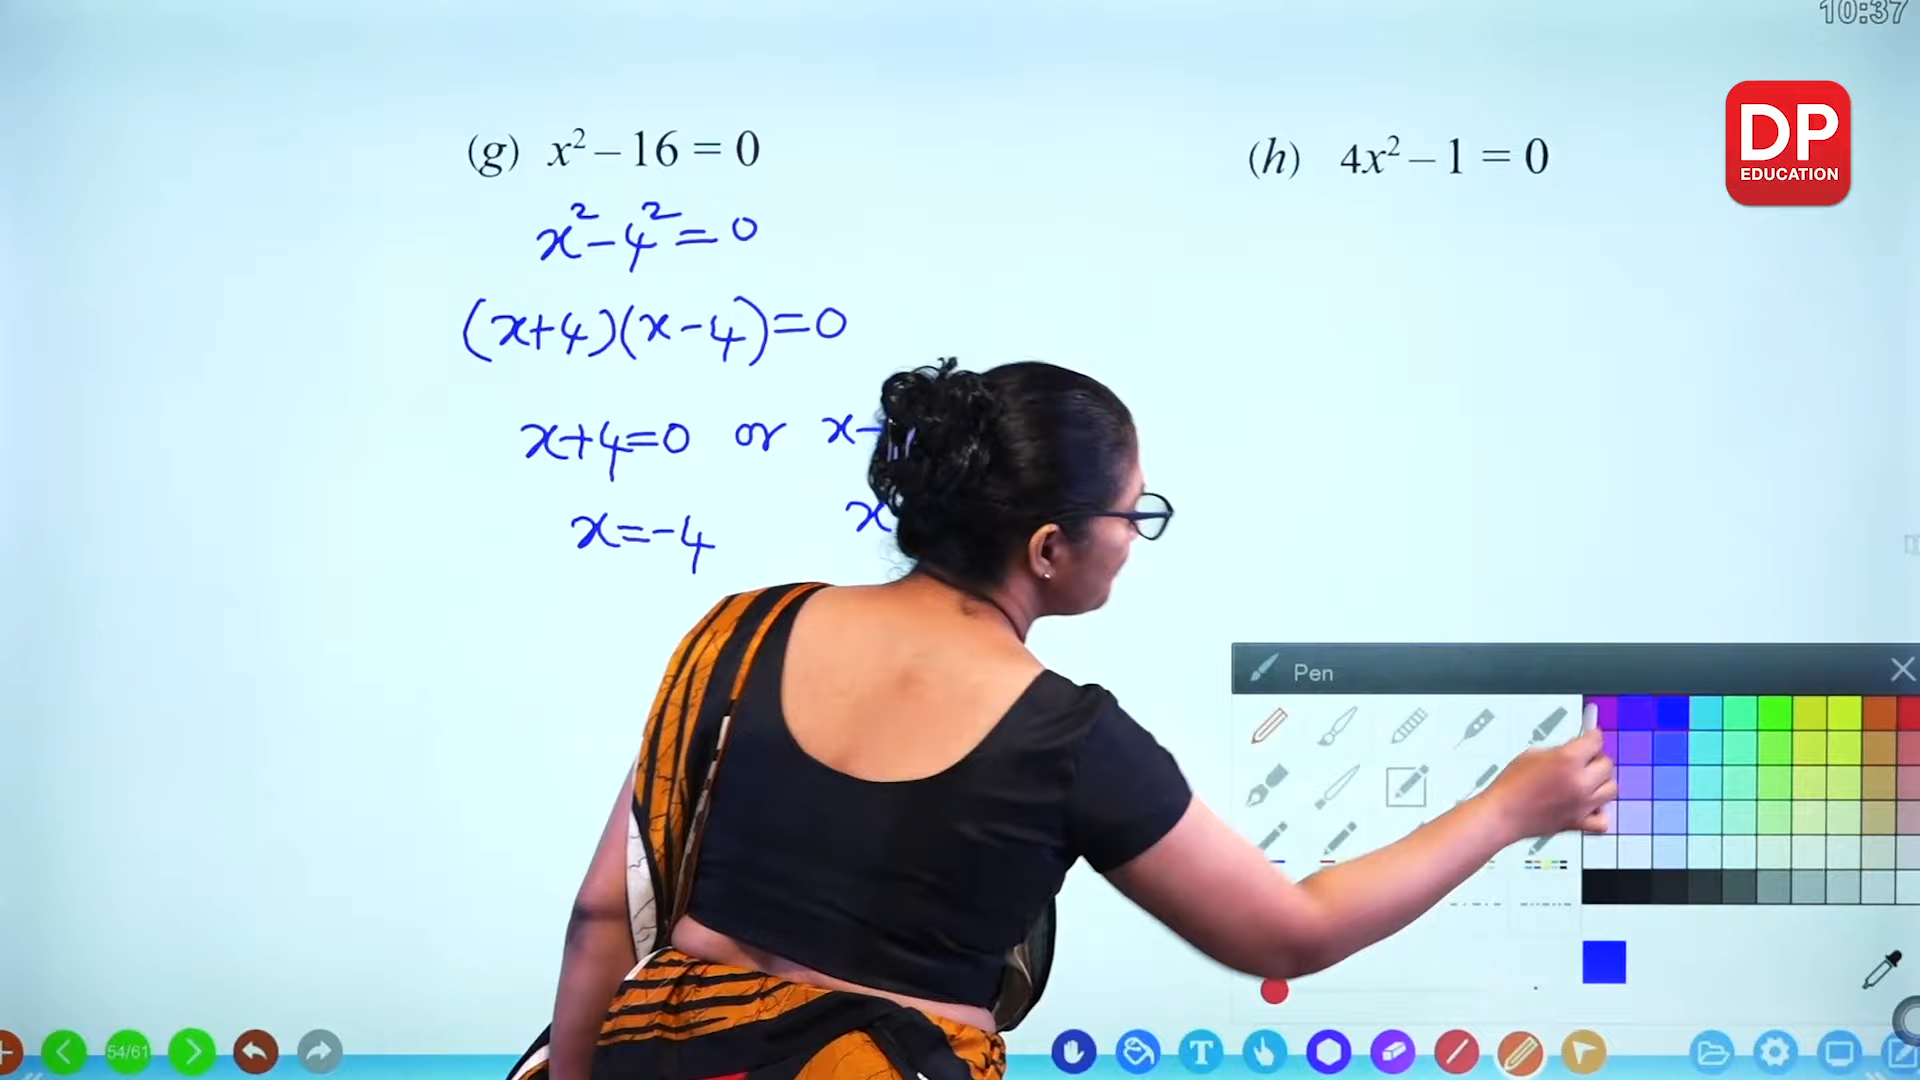 10:37
DP
EDUCATION
(g) x² – 16 = 0
(h) 4x² – 1 = 0
x² – 4² = 0
(x+4)(x–4) = 0
x+4=0 or x–
x=–4 x
Pen
54/61
T